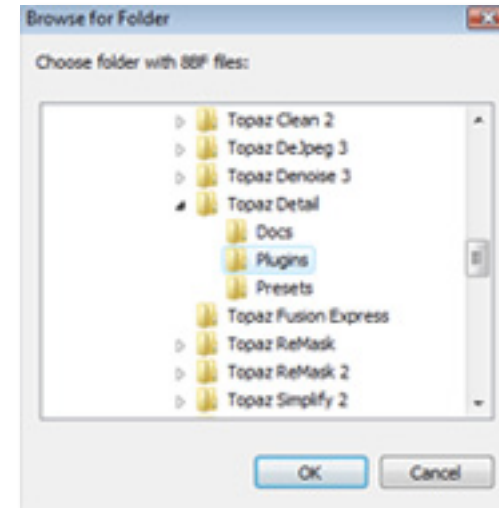 Browse for Folder
Choose folder with 8BF files:
Topaz Clean 2
Topaz DeJpeg 3
Topaz Denoise 3
Topaz Detail
Docs
Plugins
Presets
Topaz Fusion Express
Topaz ReMask
Topaz ReMask 2
Topaz Simplify 2
OK
Cancel